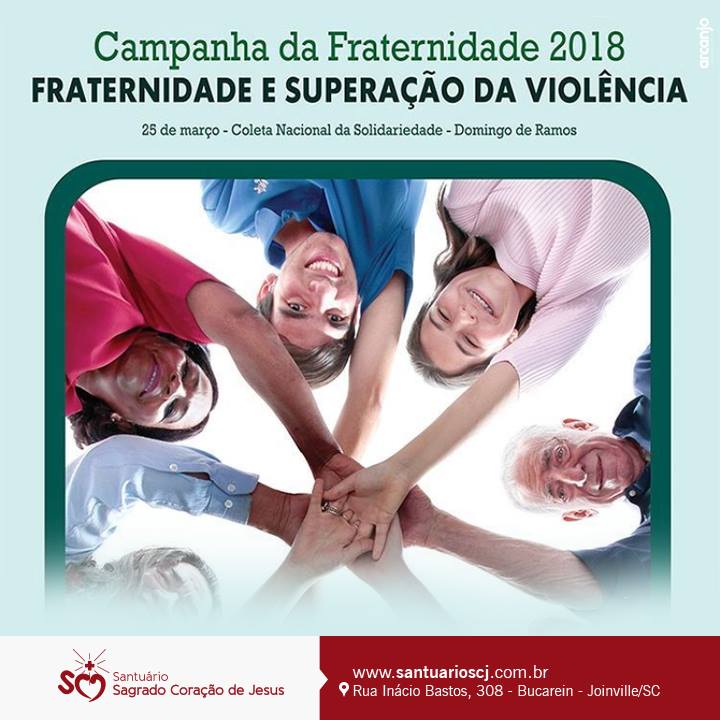 arcanjo
Campanha da Fraternidade 2018
FRATERNIDADE E SUPERAÇÃO DA VIOLÊNCIA
25 de março - Coleta Nacional da Solidariedade - Domingo de Ramos
Santuário
Sagrado Coração de Jesus
www.santuarioscj.com.br
Rua Inácio Bastos, 308 - Bucarein - Joinville/SC